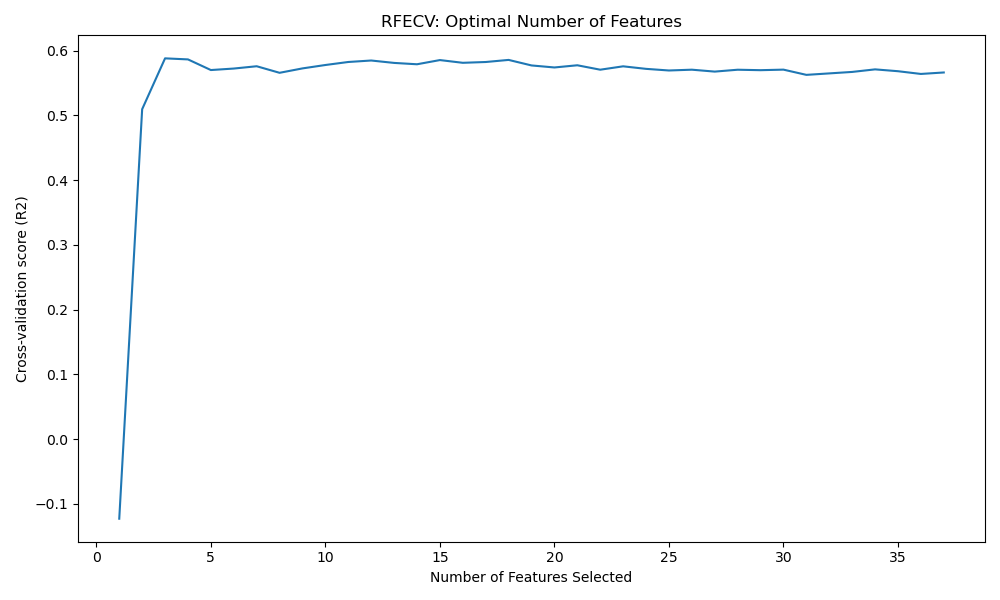 RFECV: Optimal Number of Features
Cross-validation score (R2)
0.6
0.5
0.4
0.3
0.2
0.1
0.0
−0.1
0 5 10 15 20 25 30 35
Number of Features Selected